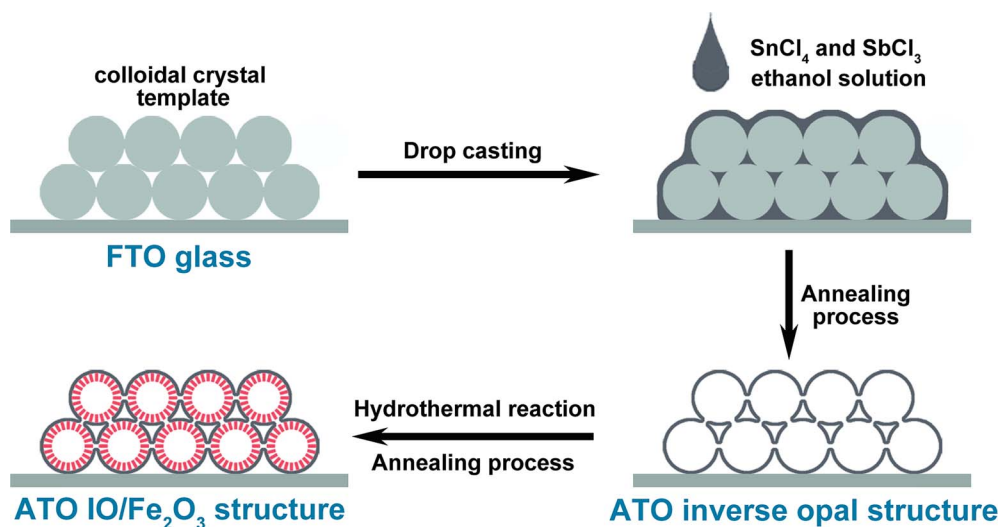 colloidal crystal
template
FTO glass
Drop casting
SnCl₄ and SbCl₃
ethanol solution
Annealing
process
ATO inverse opal structure
Hydrothermal reaction
Annealing process
ATO IO/Fe₂O₃ structure